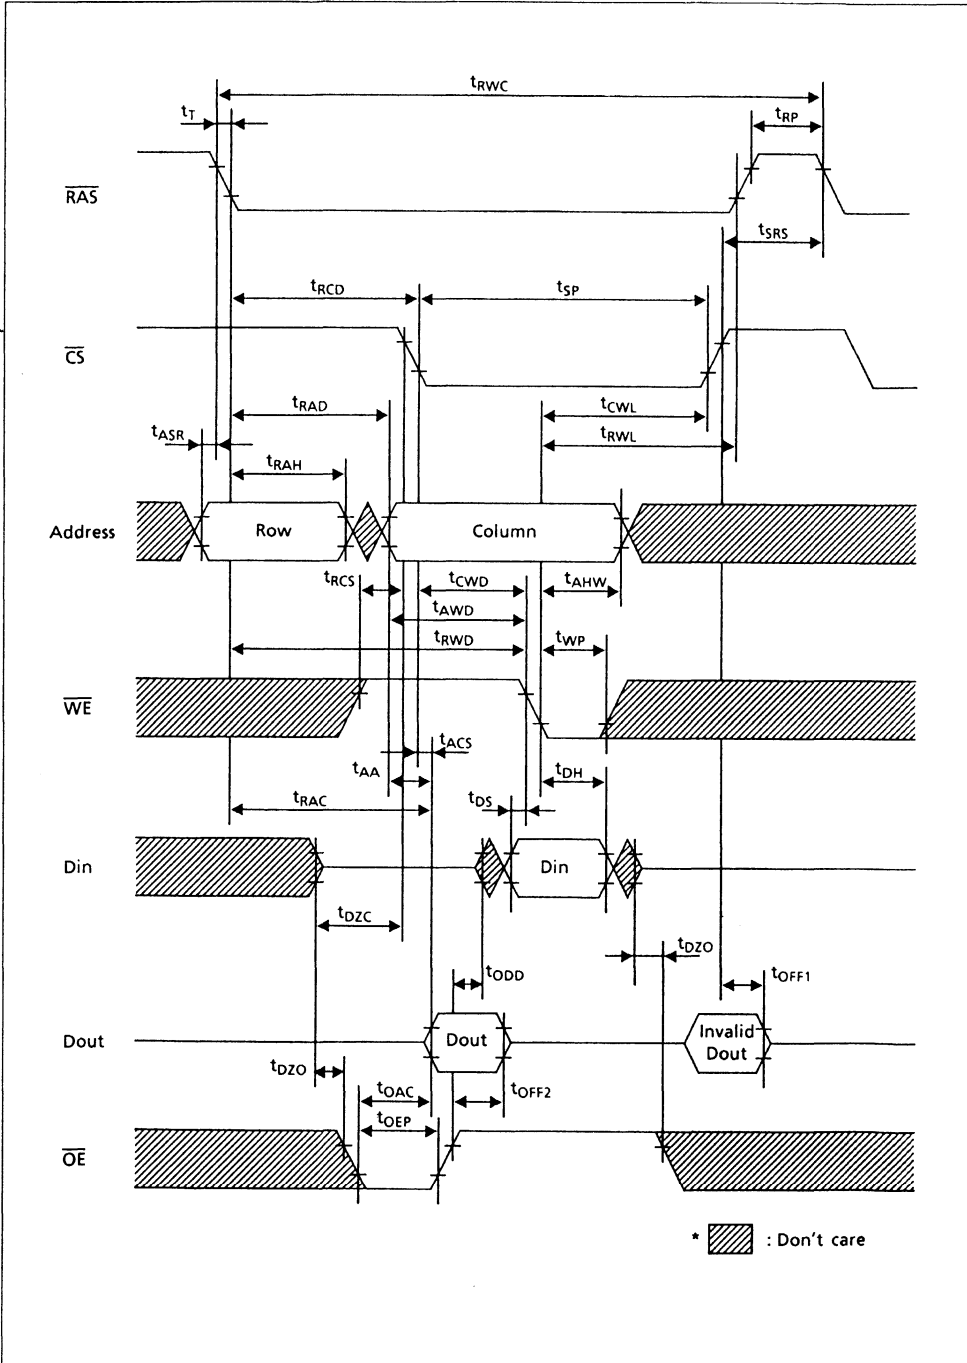 tRWC
tT
tRP
RAS
tSRS
tRCD
tSP
CS
tRAD
tCWL
tASR
tRWL
tRAH
Address
Row
Column
tRCS
tCWD
tAHW
tAWD
tRWD
tWP
WE
tACS
tAA
tDH
tRAC
tDS
Din
Din
tDZC
tDZO
tODD
tOFF1
Dout
Dout
Invalid
Dout
tDZO
tOAC
tOFF2
tOEP
OE
* : Don't care